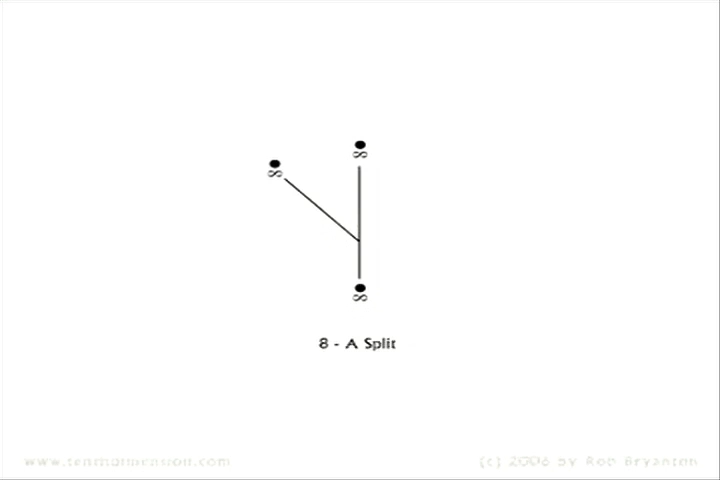 ∞
∞
∞
8 - A Split
www.tenthdimension.com
(c) 2006 by Rob Bryanton